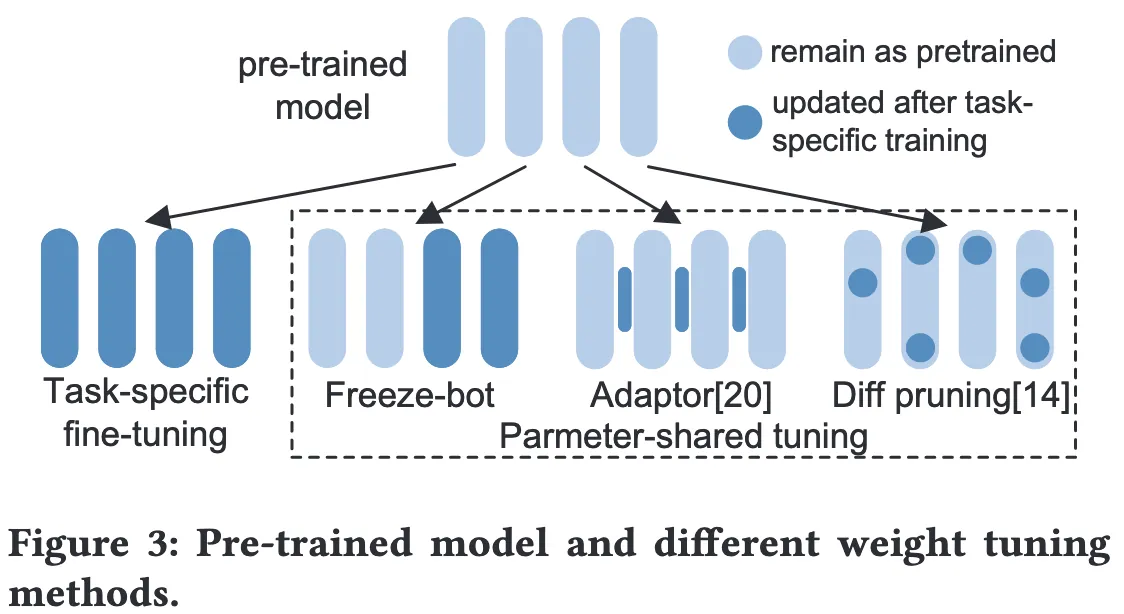 pre-trained
model
remain as pretrained
updated after task-
specific training
Task-specific
fine-tuning
Freeze-bot
Adaptor[20]
Diff pruning[14]
Parmeter-shared tuning
Figure 3: Pre-trained model and different weight tuning
methods.